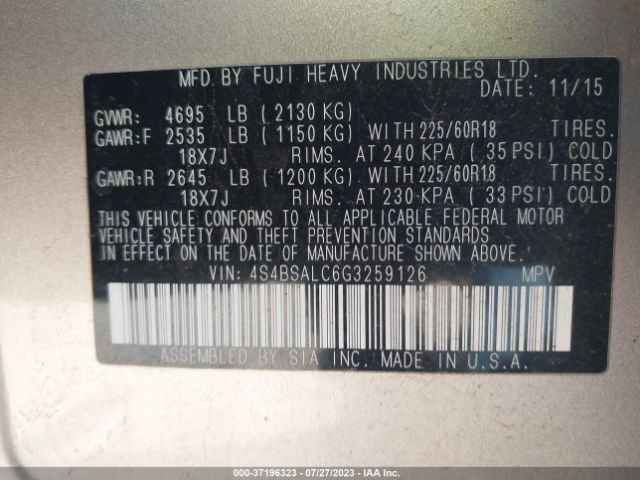 MFD. BY FUJI HEAVY INDUSTRIES LTD.
DATE: 11/15
GVWR: 4695 LB ( 2130 KG)
GAWR:F 2535 LB ( 1150 KG) WITH 225/60R18 TIRES.
18X7J RIMS. AT 240 KPA ( 35 PSI) COLD
GAWR:R 2645 LB ( 1200 KG) WITH 225/60R18 TIRES.
18X7J RIMS. AT 230 KPA ( 33 PSI) COLD
THIS VEHICLE CONFORMS TO ALL APPLICABLE FEDERAL MOTOR
VEHICLE SAFETY AND THEFT PREVENTION STANDARDS
IN EFFECT ON THE DATE OF MANUFACTURE SHOWN ABOVE.
VIN: 4S4BSALC6G3259126 MPV
ASSEMBLED BY SIA INC. MADE IN U.S.A.
000-37196323 - 07/27/2023 - IAA Inc.